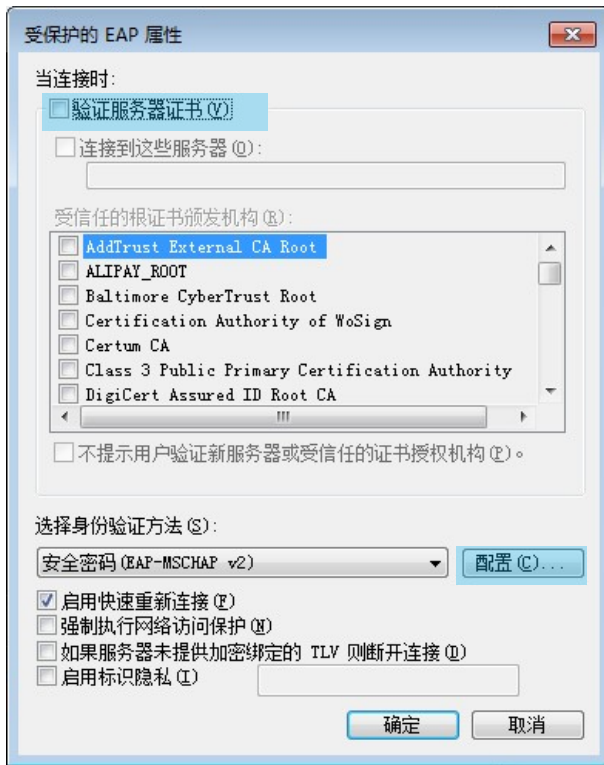 受保护的 EAP 属性
当连接时:
验证服务器证书(V)
连接到这些服务器(O):
受信任的根证书颁发机构(R):
AddTrust External CA Root
ALIPAY_ROOT
Baltimore CyberTrust Root
Certification Authority of WoSign
Certum CA
Class 3 Public Primary Certification Authority
DigiCert Assured ID Root CA
不提示用户验证新服务器或受信任的证书授权机构(P)。
选择身份验证方法(S):
安全密码(EAP-MSCHAP v2) 配置(C)...
启用快速重新连接(F)
强制执行网络访问保护(N)
如果服务器未提供加密绑定的 TLV 则断开连接(D)
启用标识隐私(I)
确定 取消